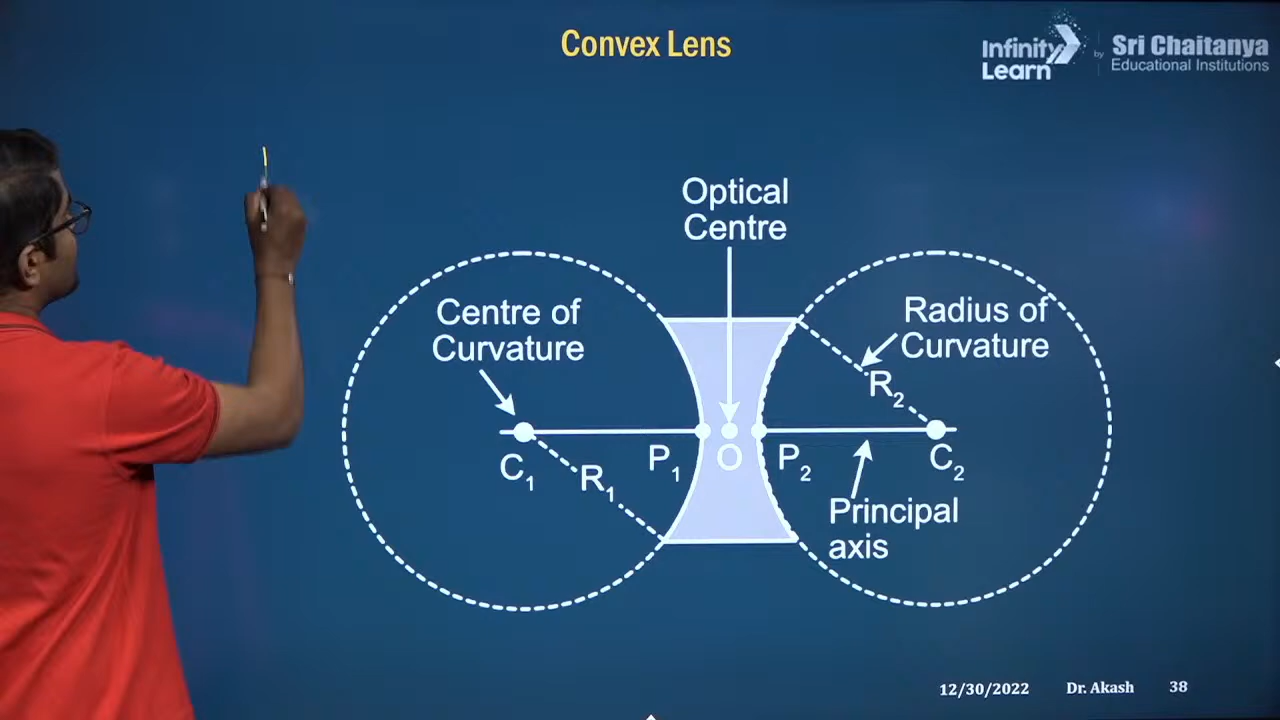 Convex Lens
Infinity
Learn
by
Sri Chaitanya
Educational Institutions
Optical
Centre
Centre of
Curvature
Radius of
Curvature
R2
C1
R1
P1
O
P2
C2
Principal
axis
12/30/2022
Dr. Akash
38